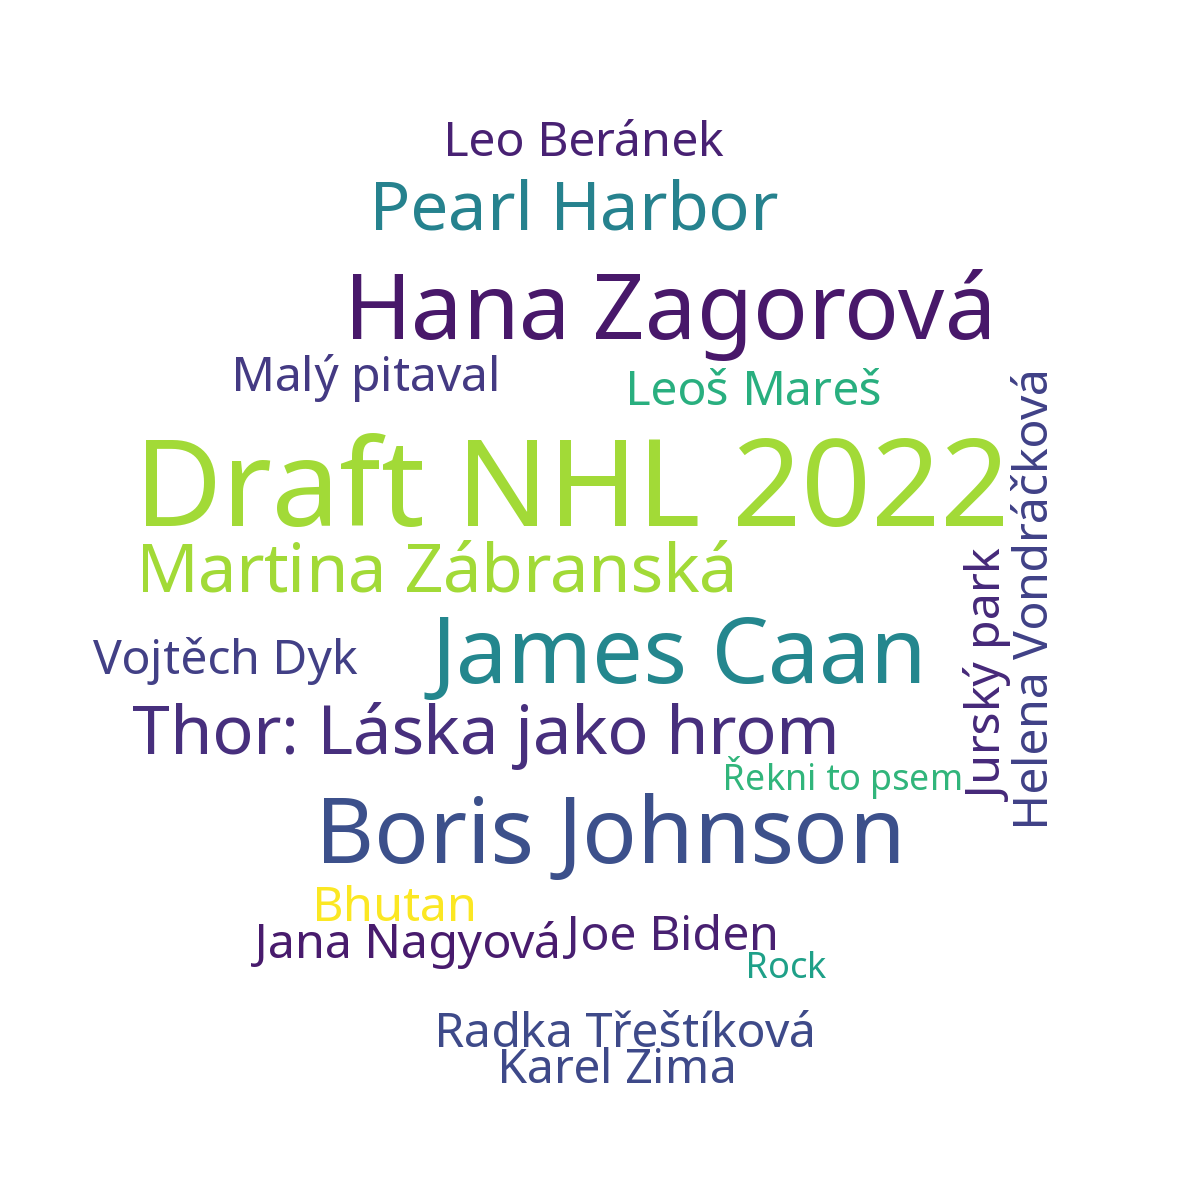 Leo Beránek
Pearl Harbor
Hana Zagorová
Malý pitaval
Leoš Mareš
Draft NHL 2022
Martina Zábranská
Helena Vondráčková
Jurský park
James Caan
Vojtěch Dyk
Thor: Láska jako hrom
Řekni to psem
Boris Johnson
Bhutan
Jana Nagyová
Joe Biden
Rock
Radka Třeštíková
Karel Zima